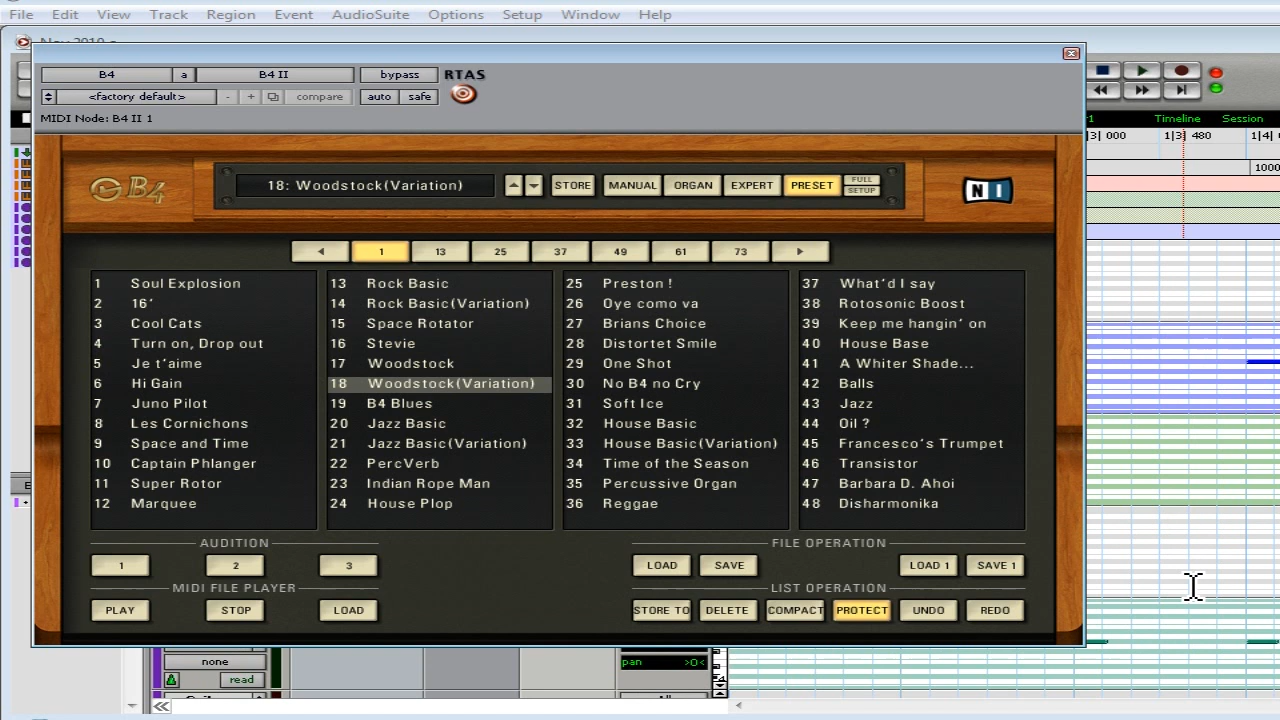 File Edit View Track Region Event AudioSuite Options Setup Window Help
B4 a B4 II bypass RTAS
<factory default> - + compare auto safe
MIDI Node: B4 II 1
Timeline Session
|3| 000 1|3| 480 1|4|
1000
B4 18: Woodstock(Variation) STORE MANUAL ORGAN EXPERT PRESET FULL SETUP NI
1 13 25 37 49 61 73
1 Soul Explosion 13 Rock Basic 25 Preston ! 37 What'd I say
2 16' 14 Rock Basic(Variation) 26 Oye como va 38 Rotosonic Boost
3 Cool Cats 15 Space Rotator 27 Brians Choice 39 Keep me hangin' on
4 Turn on, Drop out 16 Stevie 28 Distortet Smile 40 House Base
5 Je t'aime 17 Woodstock 29 One Shot 41 A Whiter Shade...
6 Hi Gain 18 Woodstock(Variation) 30 No B4 no Cry 42 Balls
7 Juno Pilot 19 B4 Blues 31 Soft Ice 43 Jazz
8 Les Cornichons 20 Jazz Basic 32 House Basic 44 Oil ?
9 Space and Time 21 Jazz Basic(Variation) 33 House Basic(Variation) 45 Francesco's Trumpet
10 Captain Phlanger 22 PercVerb 34 Time of the Season 46 Transistor
11 Super Rotor 23 Indian Rope Man 35 Percussive Organ 47 Barbara D. Ahoi
12 Marquee 24 House Plop 36 Reggae 48 Disharmonika
AUDITION FILE OPERATION
1 2 3 LOAD SAVE LOAD 1 SAVE 1
MIDI FILE PLAYER LIST OPERATION
PLAY STOP LOAD STORE TO DELETE COMPACT PROTECT UNDO REDO
none pan >0<
read